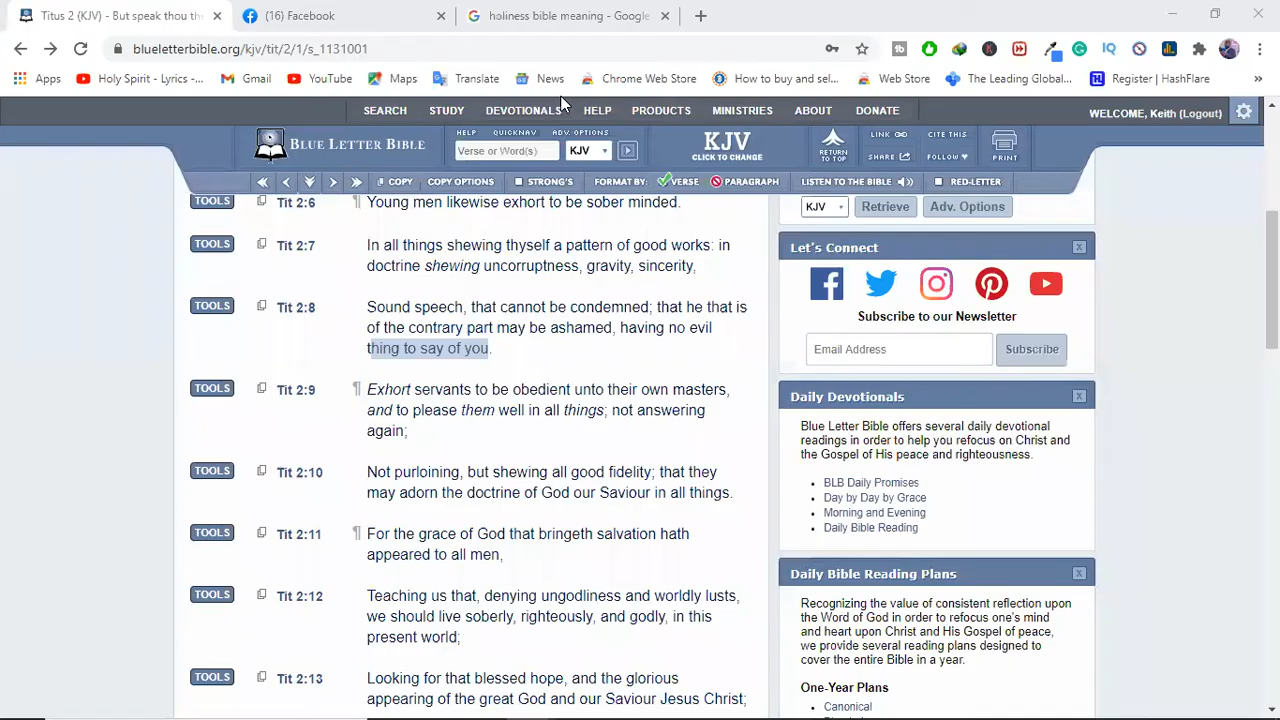 Titus 2 (KJV) - But speak thou th
(16) Facebook
holiness bible meaning - Google
blueletterbible.org/kjv/tit/2/1/s_1131001
Apps
Holy Spirit - Lyrics -...
Gmail
YouTube
Maps
Translate
News
Chrome Web Store
How to buy and sel...
Web Store
The Leading Global...
Register | HashFlare
»
SEARCH STUDY DEVOTIONALS HELP PRODUCTS MINISTRIES ABOUT DONATE
WELCOME, Keith (Logout)
BLUE LETTER BIBLE
HELP QUICKNAV ADV. OPTIONS
Verse or Word(s) KJV
KJV
CLICK TO CHANGE
RETURN
TO TOP
LINK CITE THIS
SHARE FOLLOW
PRINT
COPY COPY OPTIONS STRONG'S FORMAT BY: VERSE PARAGRAPH LISTEN TO THE BIBLE RED-LETTER
TOOLS Tit 2:6 ¶ Young men likewise exhort to be sober minded.
TOOLS Tit 2:7 In all things shewing thyself a pattern of good works: in
doctrine shewing uncorruptness, gravity, sincerity,
TOOLS Tit 2:8 Sound speech, that cannot be condemned; that he that is
of the contrary part may be ashamed, having no evil
thing to say of you.
TOOLS Tit 2:9 ¶ Exhort servants to be obedient unto their own masters,
and to please them well in all things; not answering
again;
TOOLS Tit 2:10 Not purloining, but shewing all good fidelity; that they
may adorn the doctrine of God our Saviour in all things.
TOOLS Tit 2:11 ¶ For the grace of God that bringeth salvation hath
appeared to all men,
TOOLS Tit 2:12 Teaching us that, denying ungodliness and worldly lusts,
we should live soberly, righteously, and godly, in this
present world;
TOOLS Tit 2:13 Looking for that blessed hope, and the glorious
appearing of the great God and our Saviour Jesus Christ;
KJV Retrieve Adv. Options
Let's Connect
Subscribe to our Newsletter
Email Address Subscribe
Daily Devotionals
Blue Letter Bible offers several daily devotional
readings in order to help you refocus on Christ and
the Gospel of His peace and righteousness.
• BLB Daily Promises
• Day by Day by Grace
• Morning and Evening
• Daily Bible Reading
Daily Bible Reading Plans
Recognizing the value of consistent reflection upon
the Word of God in order to refocus one's mind
and heart upon Christ and His Gospel of peace,
we provide several reading plans designed to
cover the entire Bible in a year.
One-Year Plans
• Canonical